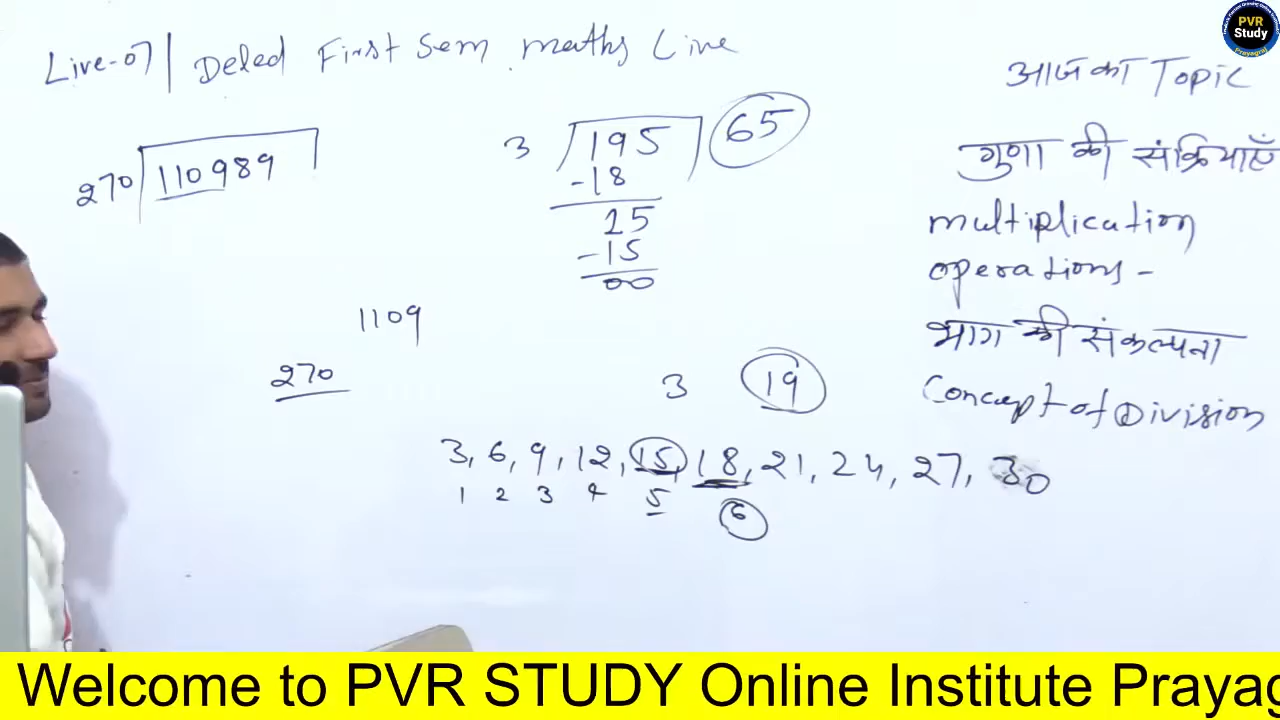 Live-07| Deled First Sem maths Live
PVR
Study
Prayagraj
आज का Topic
गुणा की संक्रियाएँ
multiplication
operations -
भाग की संकल्पना
Concept of Division
270 110989
3 195 65
-18
15
-15
00
1109
270
3 19
3, 6, 9, 12, 15, 18, 21, 24, 27, 30
1 2 3 4 5 6
Welcome to PVR STUDY Online Institute Prayag